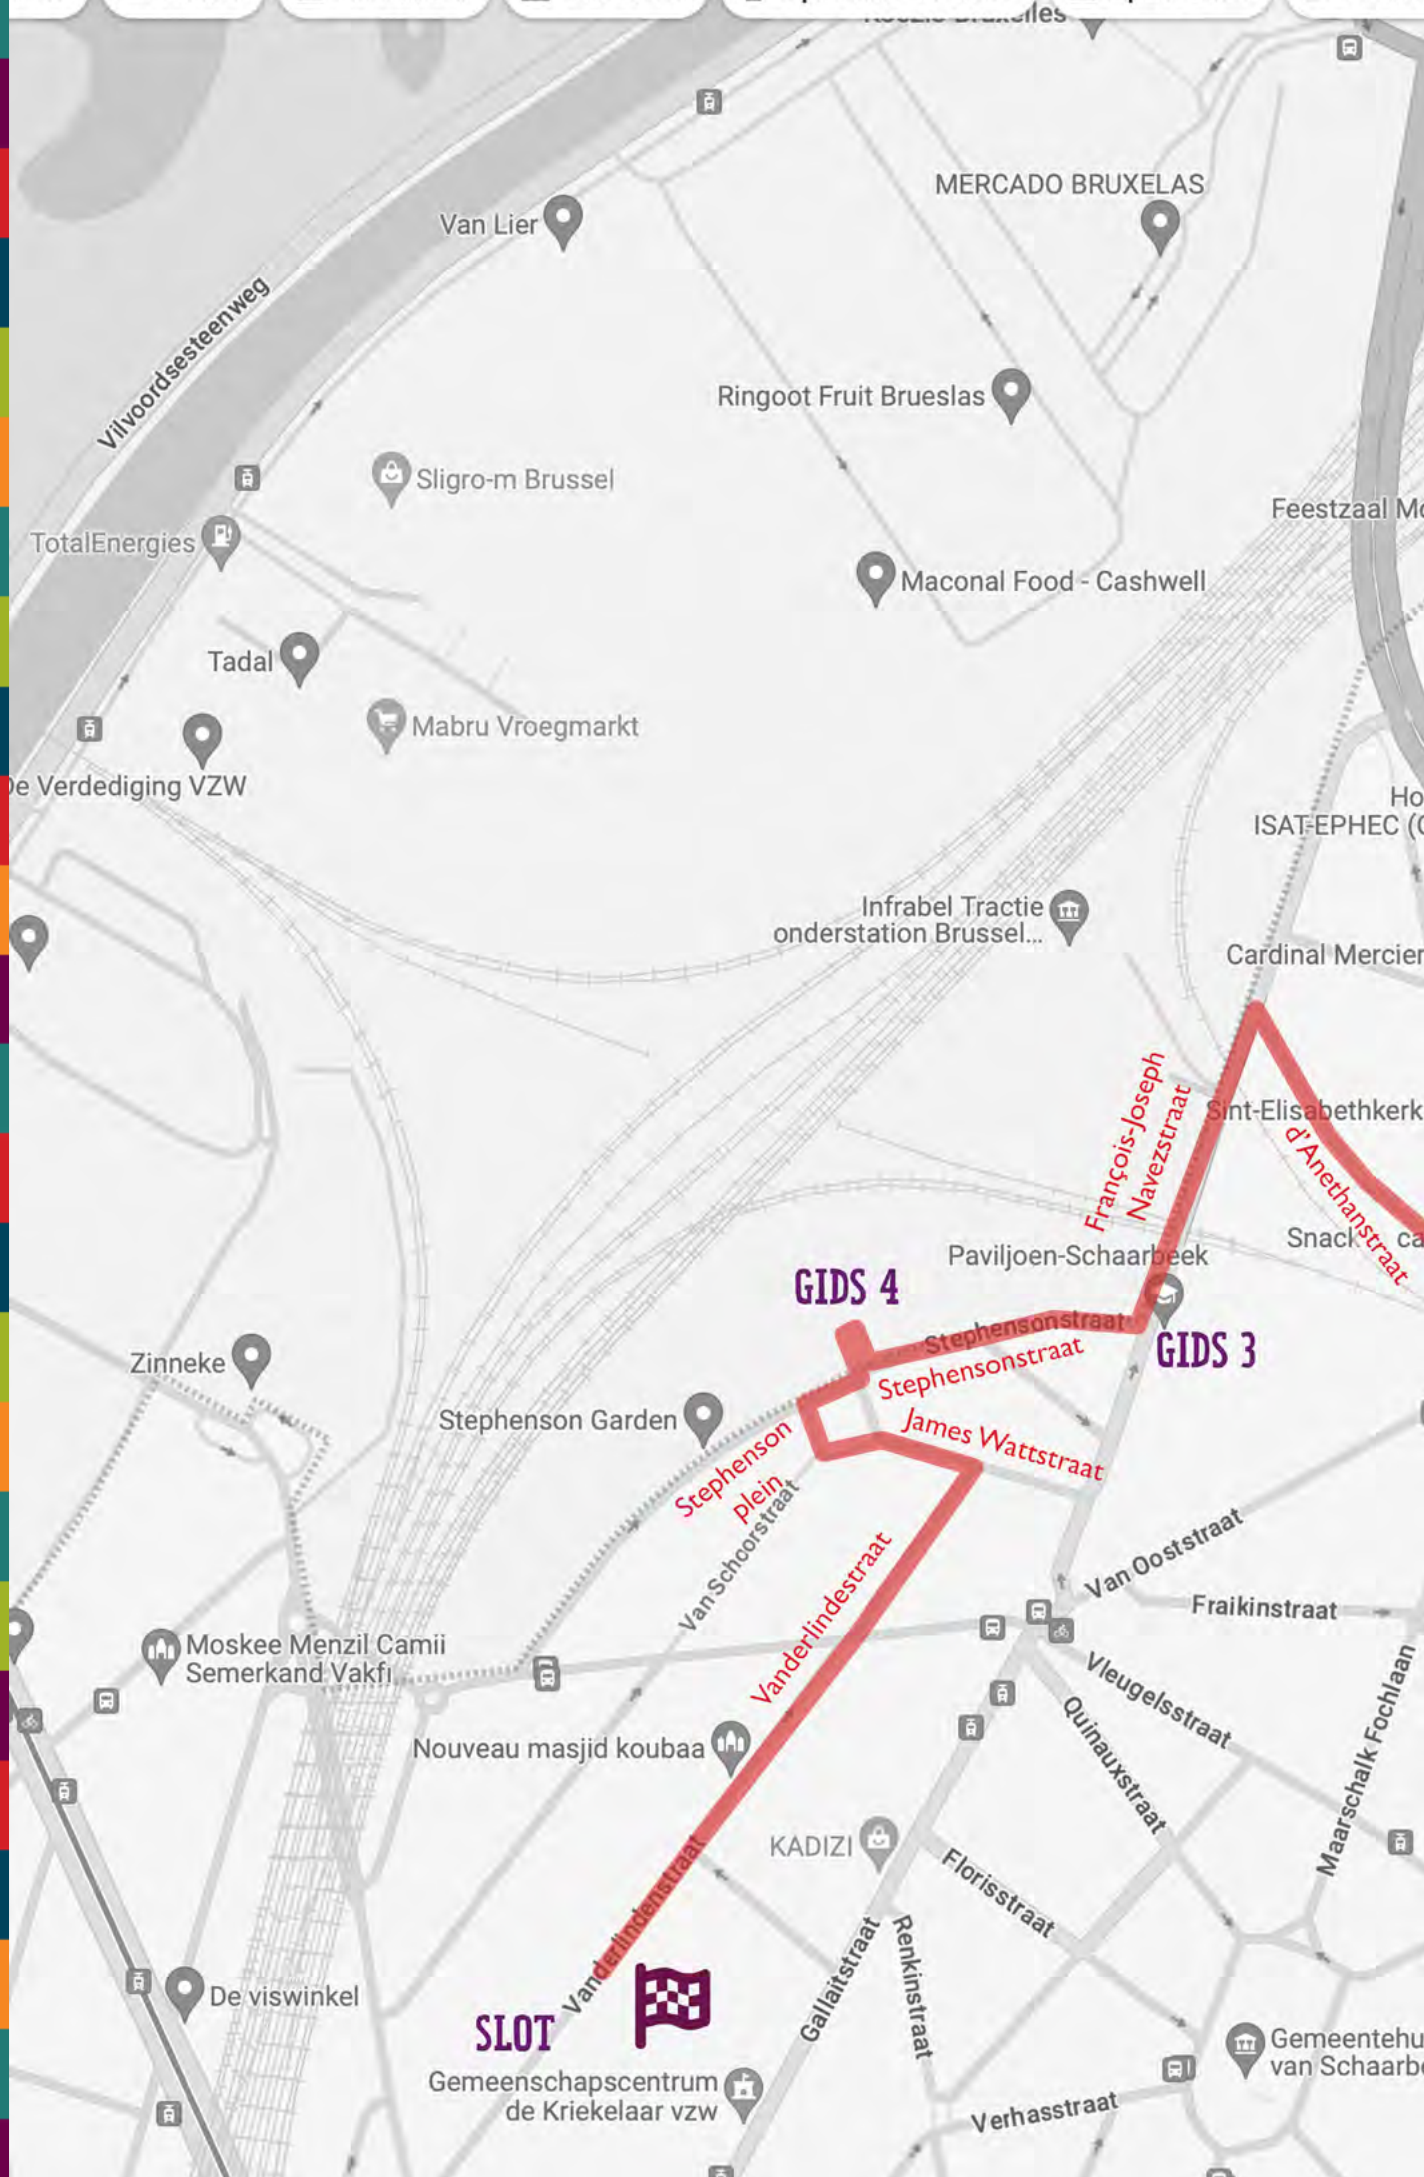 MERCADO BRUXELAS
Van Lier
Vilvoordsesteenweg
Ringoot Fruit Brueslas
Sligro-m Brussel
Feestzaal
TotalEnergies
Maconal Food - Cashwell
Tadal
Mabru Vroegmarkt
De Verdediging VZW
ISAT-EPHEC
Infrabel Tractie
onderstation Brussel...
Cardinal Mercier
François-Joseph
Navezstraat
Sint-Elisabethkerk
d'Anethanstraat
Snack
Paviljoen-Schaarbeek
GIDS 4
Stephensonstraat
GIDS 3
Stephensonstraat
Zinneke
Stephenson Garden
James Wattstraat
Stephenson
plein
Van Schoorstraat
Vanderlindestraat
Van Ooststraat
Fraikinstraat
Moskee Menzil Camii
Semerkand Vakfı
Vleugelsstraat
Quinauxstraat
Maarschalk Fochlaan
Nouveau masjid koubaa
KADIZI
Florisstraat
Vanderlindenstraat
Gallaitstraat
Renkinstraat
De viswinkel
SLOT
Gemeenschapscentrum
de Kriekelaar vzw
Verhasstraat
Gemeentehu
van Schaarb